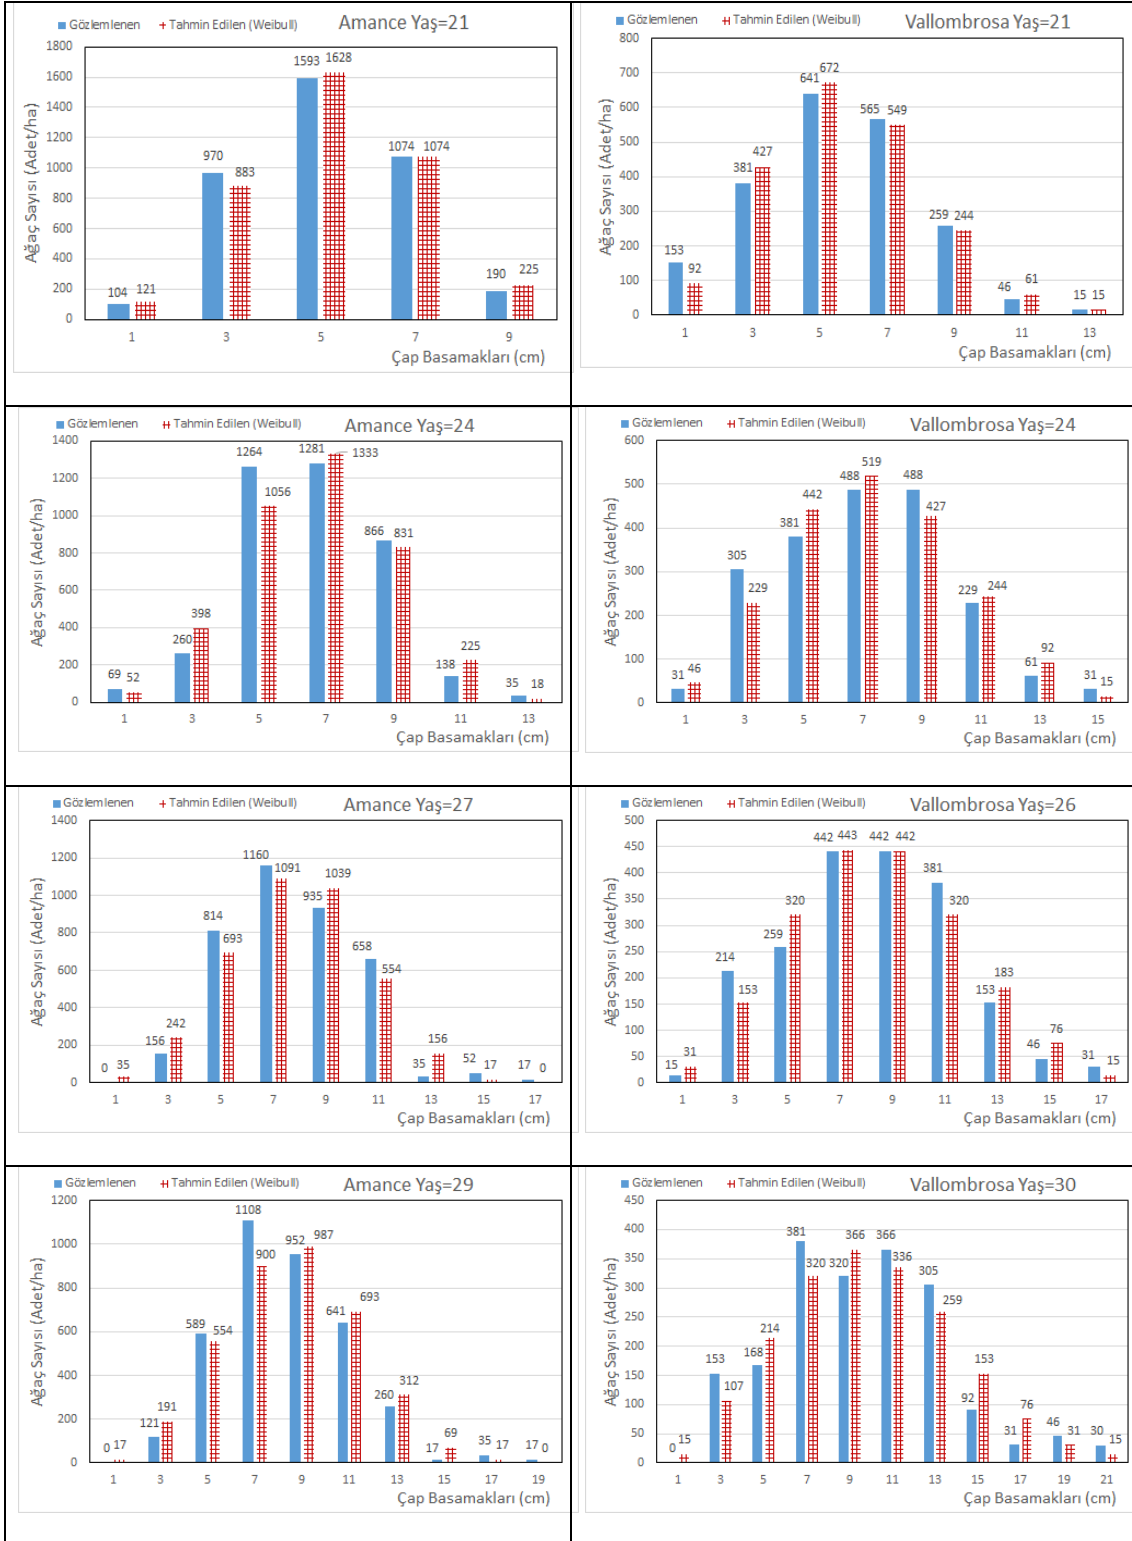 Gözlemlenen Tahmin Edilen (Weibull) Amance Yaş=21
Ağaç Sayısı (Adet/ha)
1800
1600
1400
1200
1000
800
600
400
200
0
104 121 970 883 1593 1628 1074 1074 190 225
1 3 5 7 9
Çap Basamakları (cm)
Gözlemlenen Tahmin Edilen (Weibull) Vallombrosa Yaş=21
Ağaç Sayısı (Adet/ha)
800
700
600
500
400
300
200
100
0
153 92 381 427 641 672 565 549 259 244 46 61 15 15
1 3 5 7 9 11 13
Çap Basamakları (cm)
Gözlemlenen Tahmin Edilen (Weibull) Amance Yaş=24
Ağaç Sayısı (Adet/ha)
1400
1200
1000
800
600
400
200
0
69 52 260 398 1264 1056 1281 1333 866 831 138 225 35 18
1 3 5 7 9 11 13
Çap Basamakları (cm)
Gözlemlenen Tahmin Edilen (Weibull) Vallombrosa Yaş=24
Ağaç Sayısı (Adet/ha)
600
500
400
300
200
100
0
31 46 305 229 381 442 488 519 488 427 229 244 61 92 31 15
1 3 5 7 9 11 13 15
Çap Basamakları (cm)
Gözlemlenen Tahmin Edilen (Weibull) Amance Yaş=27
Ağaç Sayısı (Adet/ha)
1400
1200
1000
800
600
400
200
0
0 35 156 242 814 693 1160 1091 935 1039 658 554 35 156 52 17 17 0
1 3 5 7 9 11 13 15 17
Çap Basamakları (cm)
Gözlemlenen Tahmin Edilen (Weibull) Vallombrosa Yaş=26
Ağaç Sayısı (Adet/ha)
500
450
400
350
300
250
200
150
100
50
0
15 31 214 153 259 320 442 443 442 442 381 320 153 183 46 76 31 15
1 3 5 7 9 11 13 15 17
Çap Basamakları (cm)
Gözlemlenen Tahmin Edilen (Weibull) Amance Yaş=29
Ağaç Sayısı (Adet/ha)
1200
1000
800
600
400
200
0
0 17 121 191 589 554 1108 900 952 987 641 693 260 312 17 69 35 17 17 0
1 3 5 7 9 11 13 15 17 19
Çap Basamakları (cm)
Gözlemlenen Tahmin Edilen (Weibull) Vallombrosa Yaş=30
Ağaç Sayısı (Adet/ha)
450
400
350
300
250
200
150
100
50
0
0 15 153 107 168 214 381 320 320 366 366 336 305 259 92 153 31 76 46 31 30 15
1 3 5 7 9 11 13 15 17 19 21
Çap Basamakları (cm)